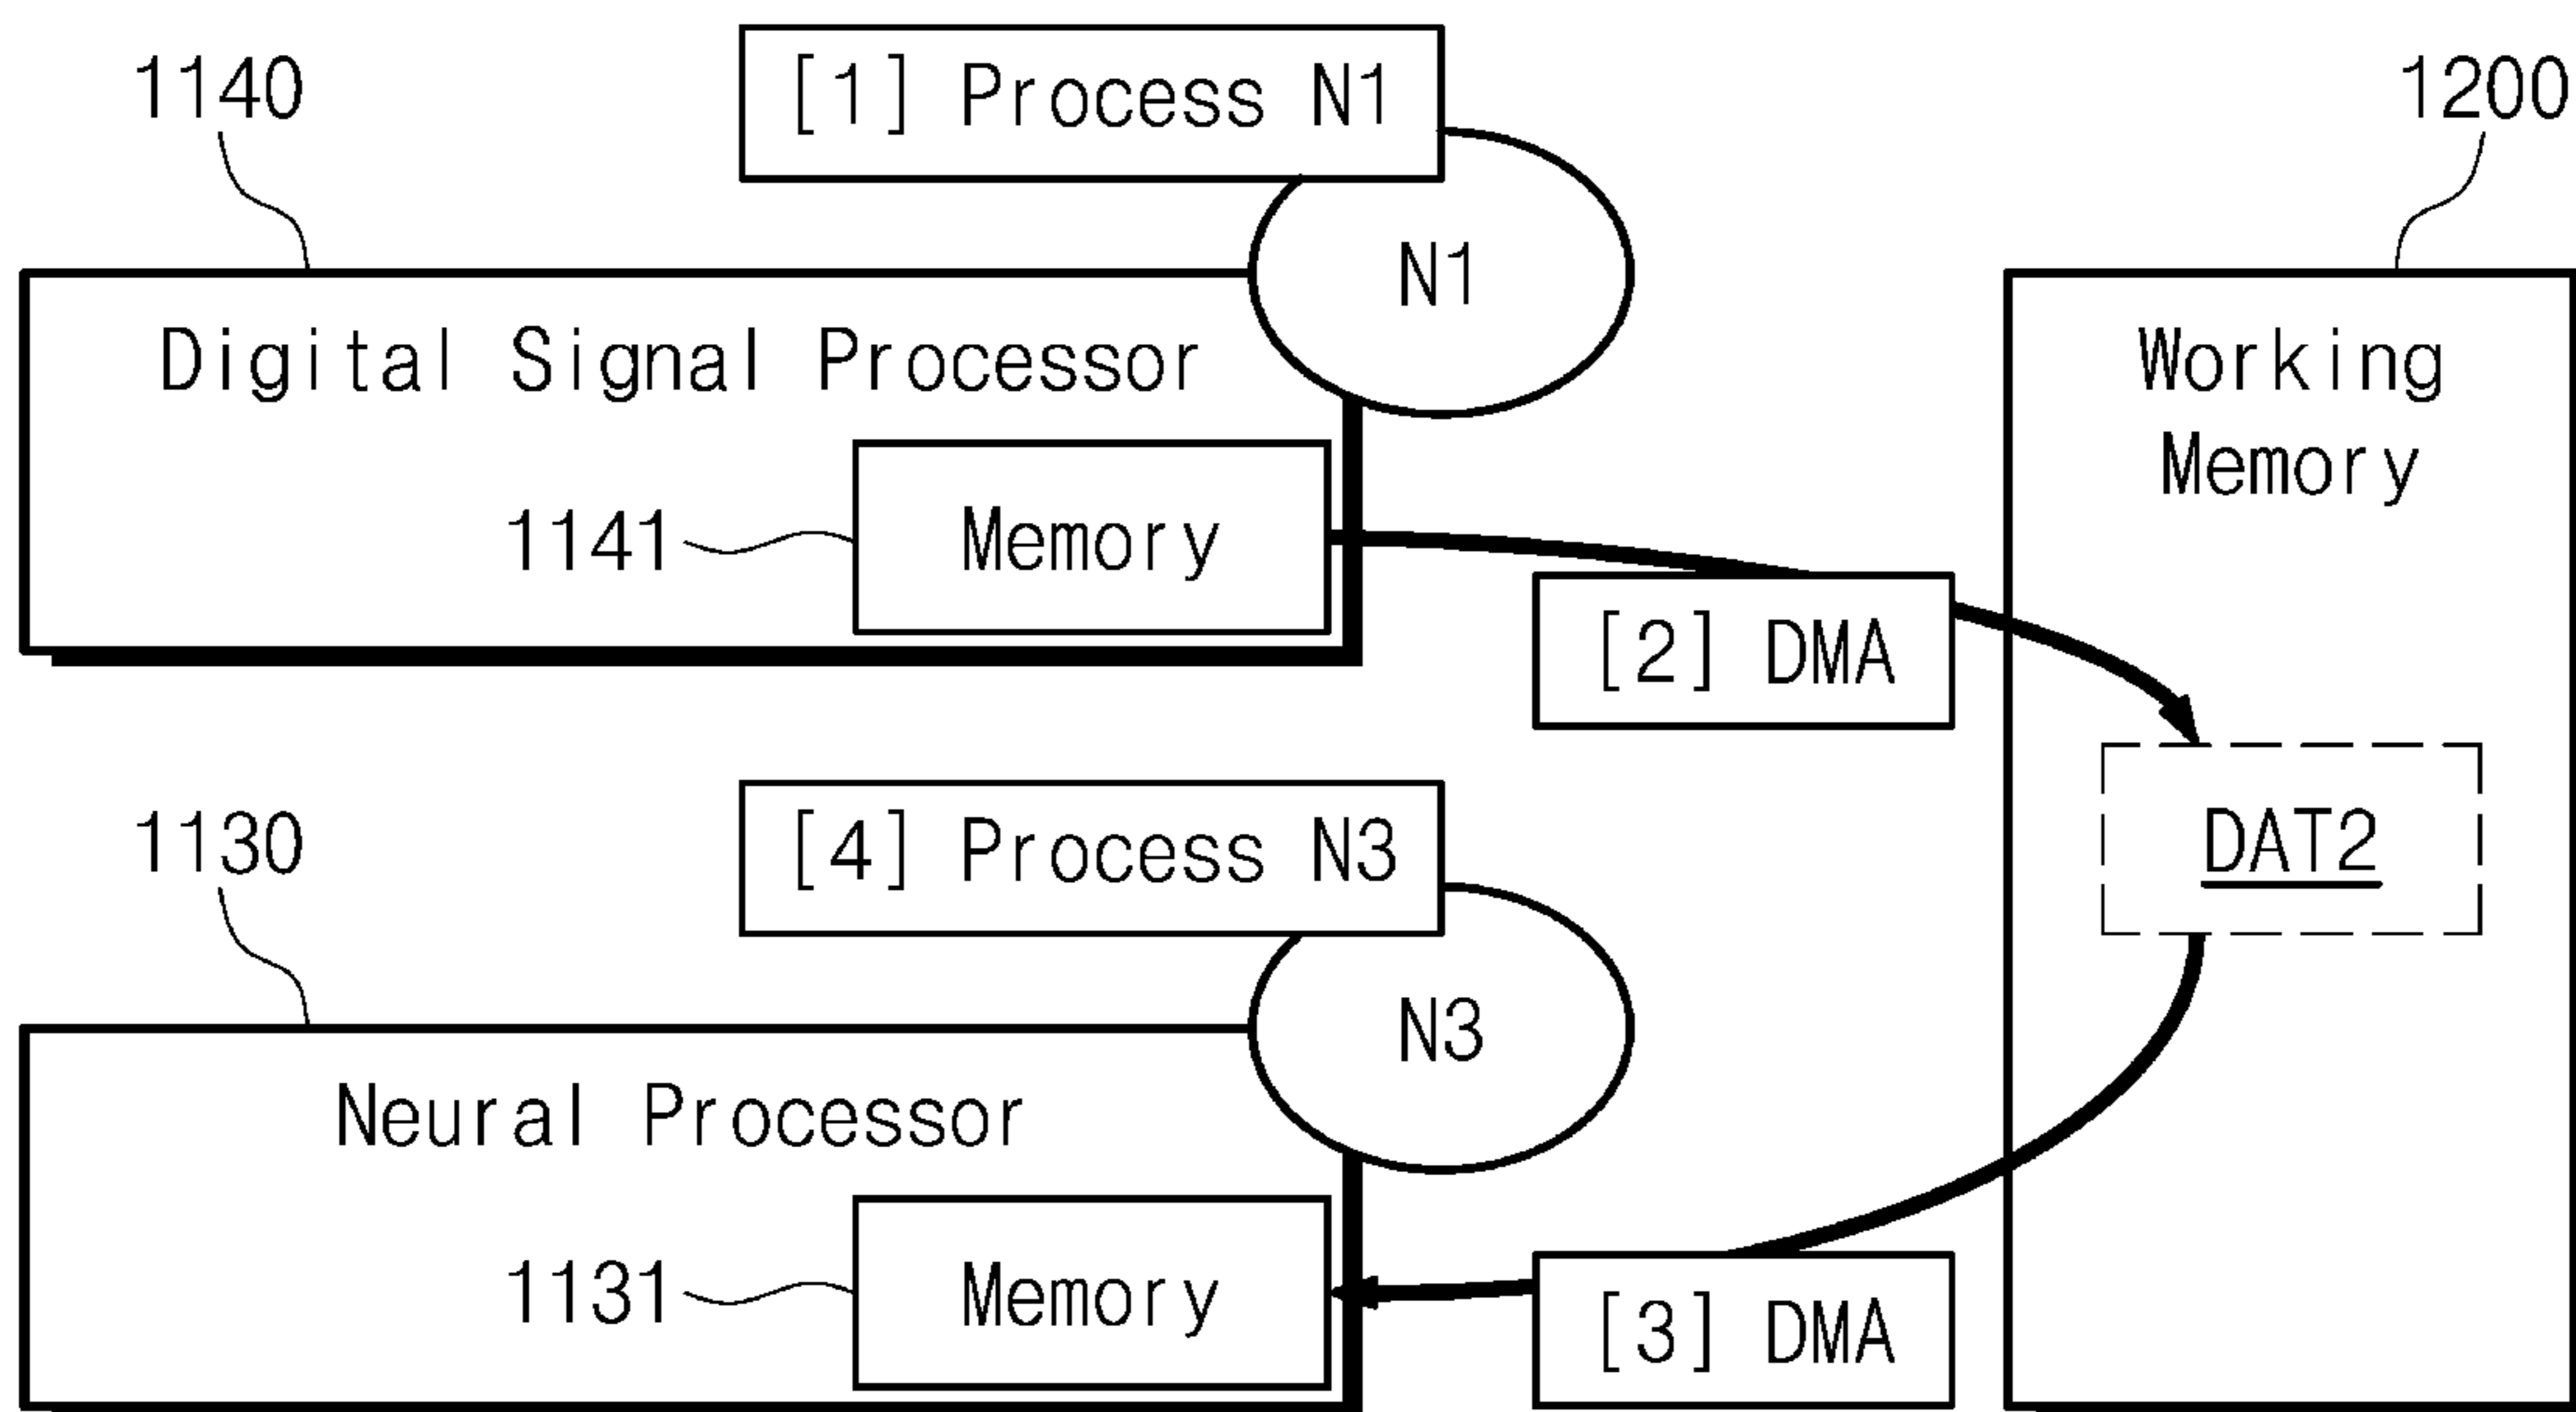 1140
[1] Process N1
1200
N1
Digital Signal Processor
Working
Memory
1141
Memory
[2] DMA
1130
[4] Process N3
DAT2
N3
Neural Processor
1131
Memory
[3] DMA